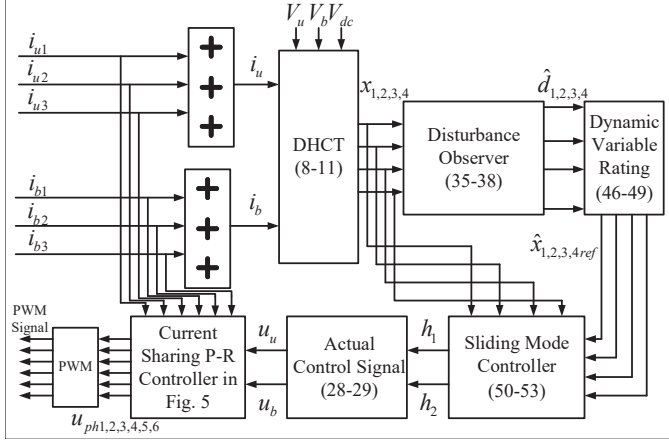 V_u V_b V_dc
i_u1
i_u2
i_u3
+
+
+
i_u
i_b1
i_b2
i_b3
+
+
+
i_b
DHCT
(8-11)
x_1,2,3,4
Disturbance
Observer
(35-38)
d̂_1,2,3,4
Dynamic
Variable
Rating
(46-49)
x̂_1,2,3,4ref
PWM
Signal
PWM
u_ph1,2,3,4,5,6
Current
Sharing P-R
Controller in
Fig. 5
u_u
u_b
Actual
Control Signal
(28-29)
h_1
h_2
Sliding Mode
Controller
(50-53)